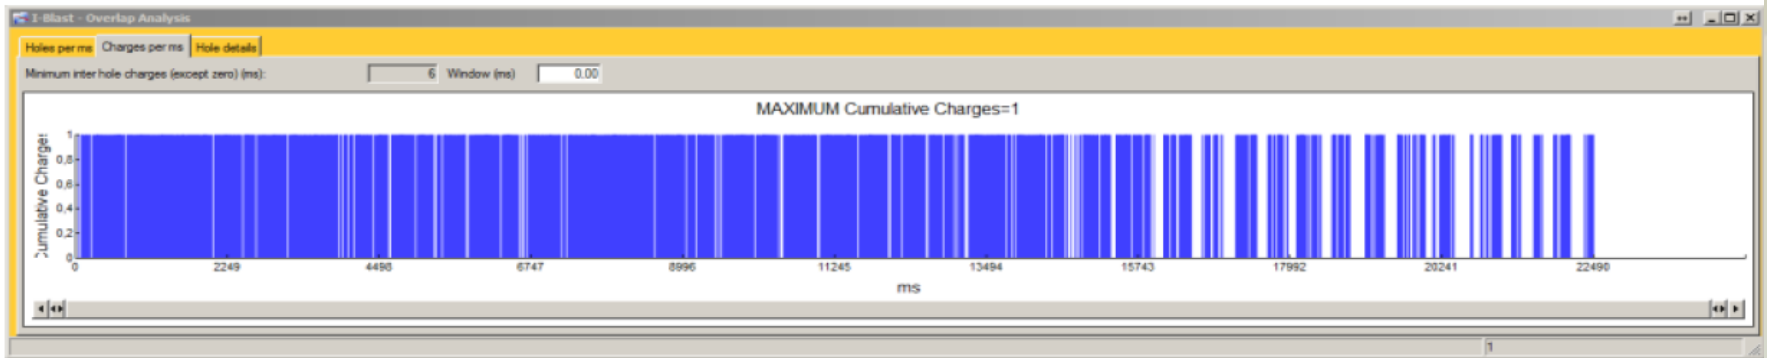 I-Blast - Overlap Analysis
Holes per ms Charges per ms Hole details
Minimum inter hole charges (except zero) (ms): 6 Window (ms) 0.00
MAXIMUM Cumulative Charges=1
Cumulative Charges
1
0,8
0,6
0,4
0,2
0
0 2249 4498 6747 8996 11245 13494 15743 17992 20241 22490
ms
1